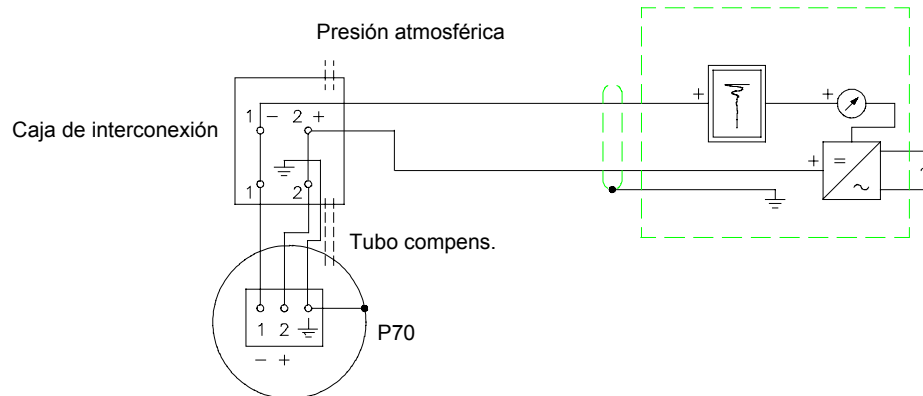 Presión atmosférica
Caja de interconexión
1 - 2 +
1 2
+ +
+ = ~ ~
Tubo compens.
1 2
- +
P70